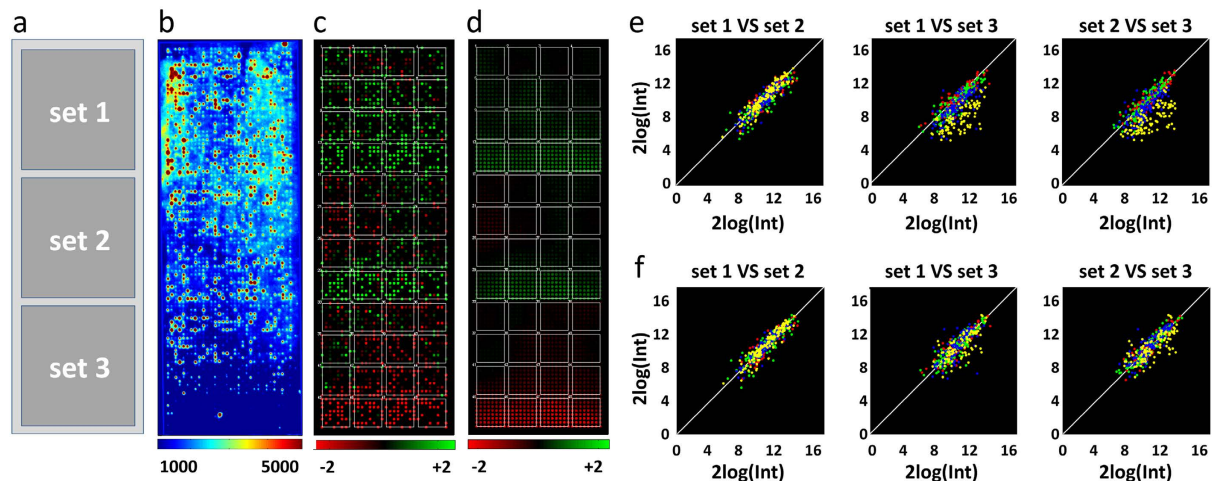 a
b
c
d
set 1
set 2
set 3
1000 5000
-2 +2
-2 +2
e
set 1 VS set 2
set 1 VS set 3
set 2 VS set 3
2log(Int)
16
12
8
4
0
16
12
8
4
0
16
12
8
4
0
0 4 8 12 16
0 4 8 12 16
0 4 8 12 16
2log(Int)
2log(Int)
2log(Int)
f
set 1 VS set 2
set 1 VS set 3
set 2 VS set 3
2log(Int)
16
12
8
4
0
16
12
8
4
0
16
12
8
4
0
0 4 8 12 16
0 4 8 12 16
0 4 8 12 16
2log(Int)
2log(Int)
2log(Int)